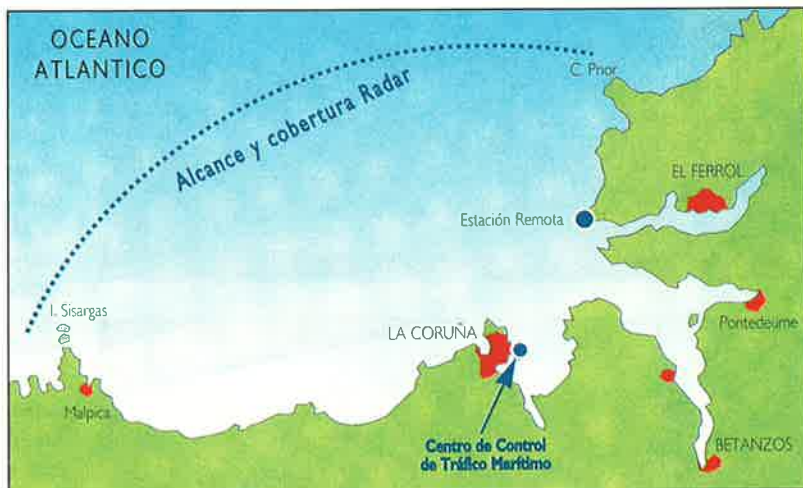 OCEANO
ATLANTICO
Alcance y cobertura Radar
C. Prior
EL FERROL
Estación Remota
I. Sisargas
Pontedeume
LA CORUÑA
Malpica
Centro de Control
de Tráfico Marítimo
BETANZOS